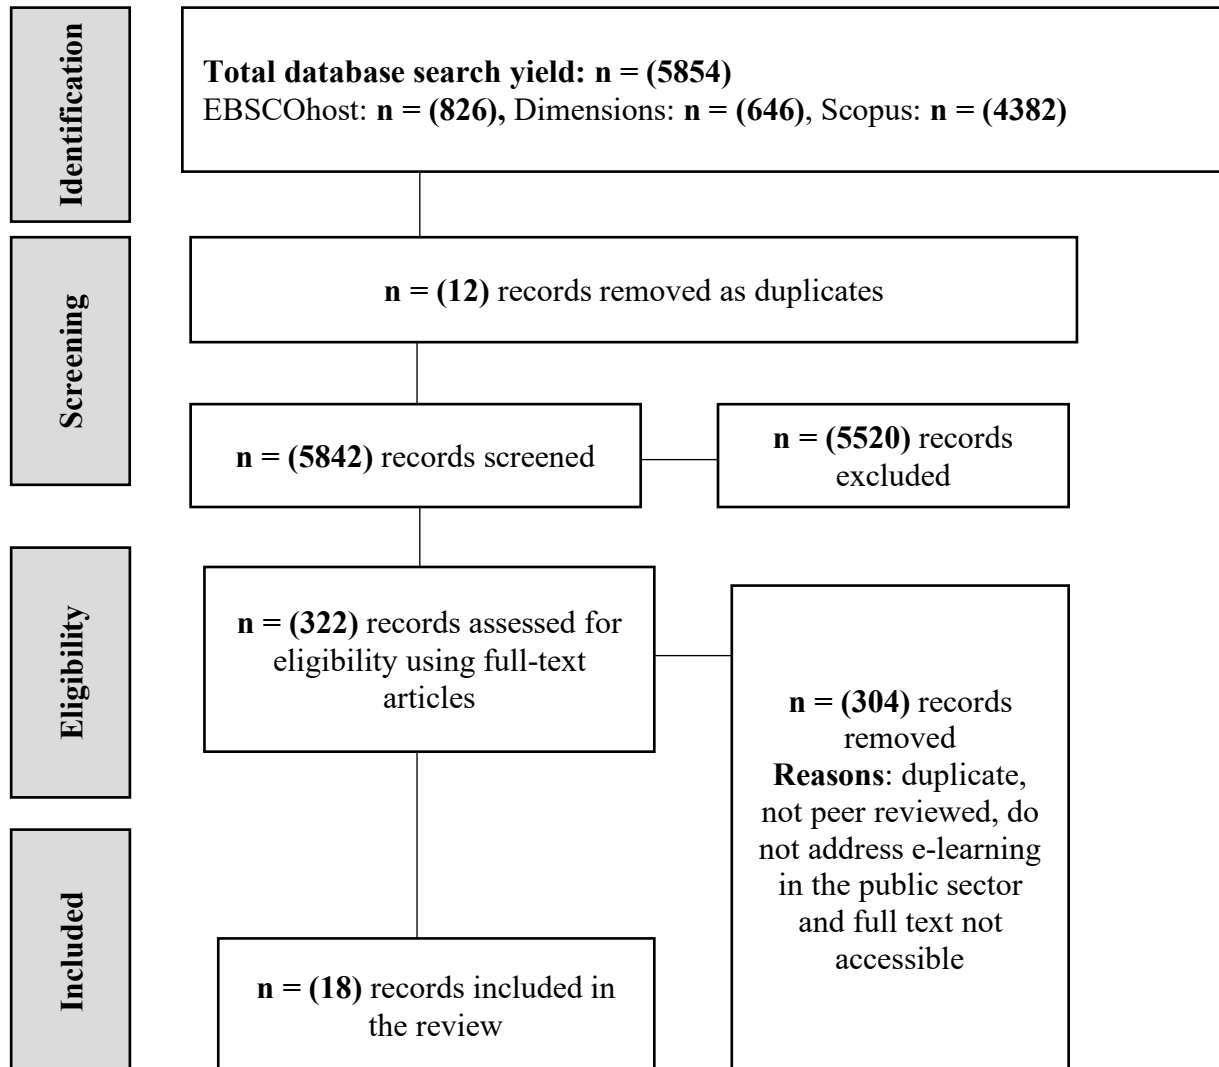 Identification
Total database search yield: n = (5854)
EBSCOhost: n = (826), Dimensions: n = (646), Scopus: n = (4382)
Screening
n = (12) records removed as duplicates
n = (5842) records screened
n = (5520) records
excluded
Eligibility
n = (322) records assessed for
eligibility using full-text
articles
n = (304) records
removed
Reasons: duplicate,
not peer reviewed, do
not address e-learning
in the public sector
and full text not
accessible
Included
n = (18) records included in
the review